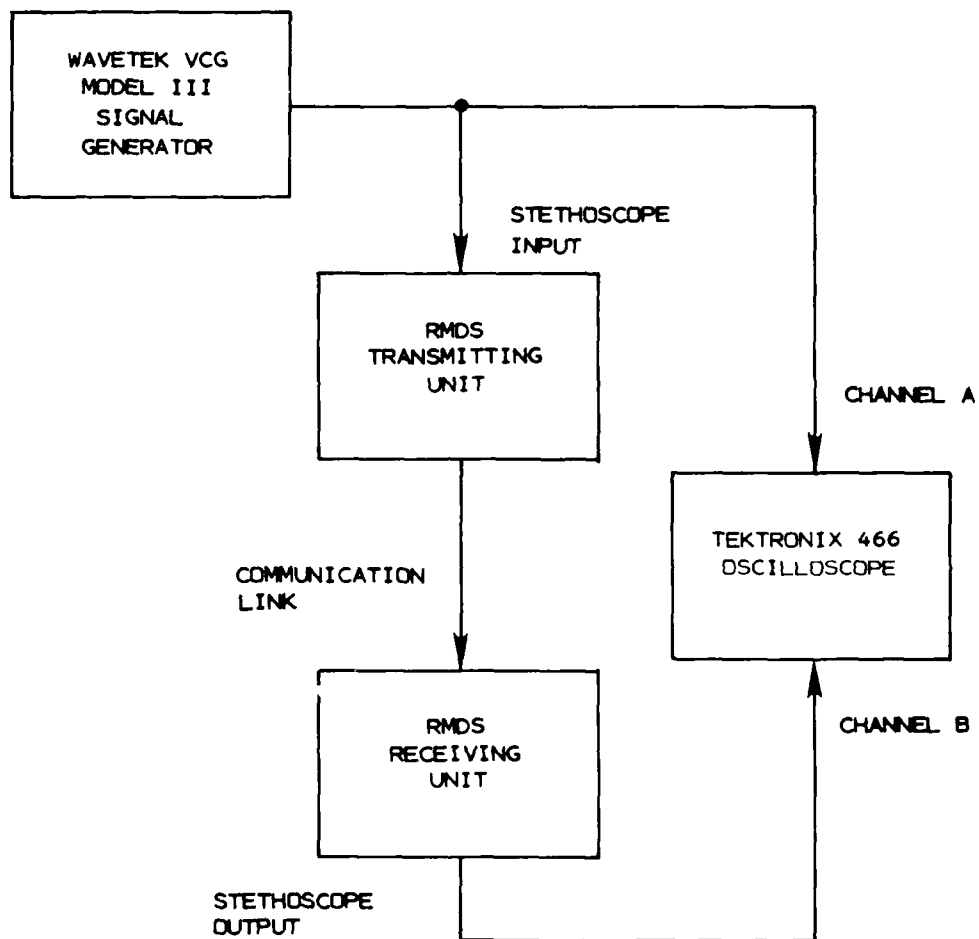 WAVETEK VCG
MODEL III
SIGNAL
GENERATOR
STETHOSCOPE
INPUT
RMDS
TRANSMITTING
UNIT
CHANNEL A
TEKTRONIX 466
OSCILLOSCOPE
COMMUNICATION
LINK
RMDS
RECEIVING
UNIT
CHANNEL B
STETHOSCOPE
OUTPUT